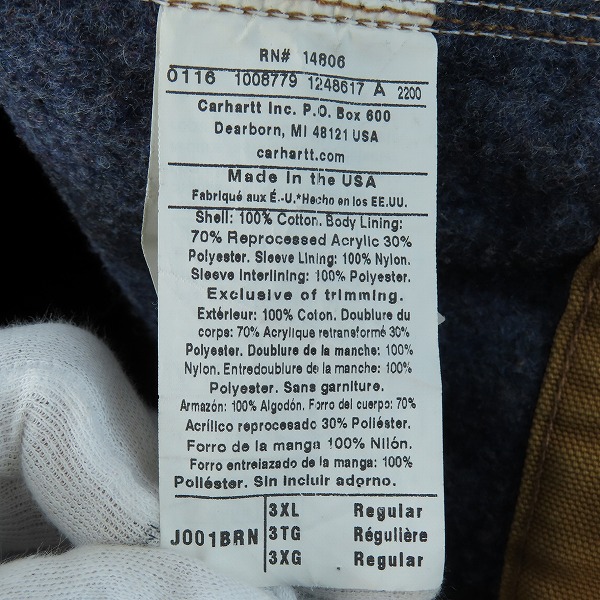 RN# 14806
0116 1006779 1248617 A 2200
Carhartt Inc. P.O. Box 600
Dearborn, MI 48121 USA
carhartt.com
Made in the USA
Fabriqué aux É.-U.*Hecho en los EE.UU.
Shell: 100% Cotton. Body Lining:
70% Reprocessed Acrylic 30%
Polyester. Sleeve Lining: 100% Nylon.
Sleeve Interlining: 100% Polyester.
Exclusive of trimming.
Extérieur: 100% Coton. Doublure du
corps: 70% Acrylique retransformé 30%
Polyester. Doublure de la manche: 100%
Nylon. Entredoublure de la manche: 100%
Polyester. Sans garniture.
Armazón: 100% Algodón. Forro del cuerpo: 70%
Acrílico reprocesado 30% Poliéster.
Forro de la manga 100% Nilón.
Forro entrelazado de la manga: 100%
Poliéster. Sin incluir adorno.
J001BRN
3XL Regular
3TG Régulière
3XG Regular